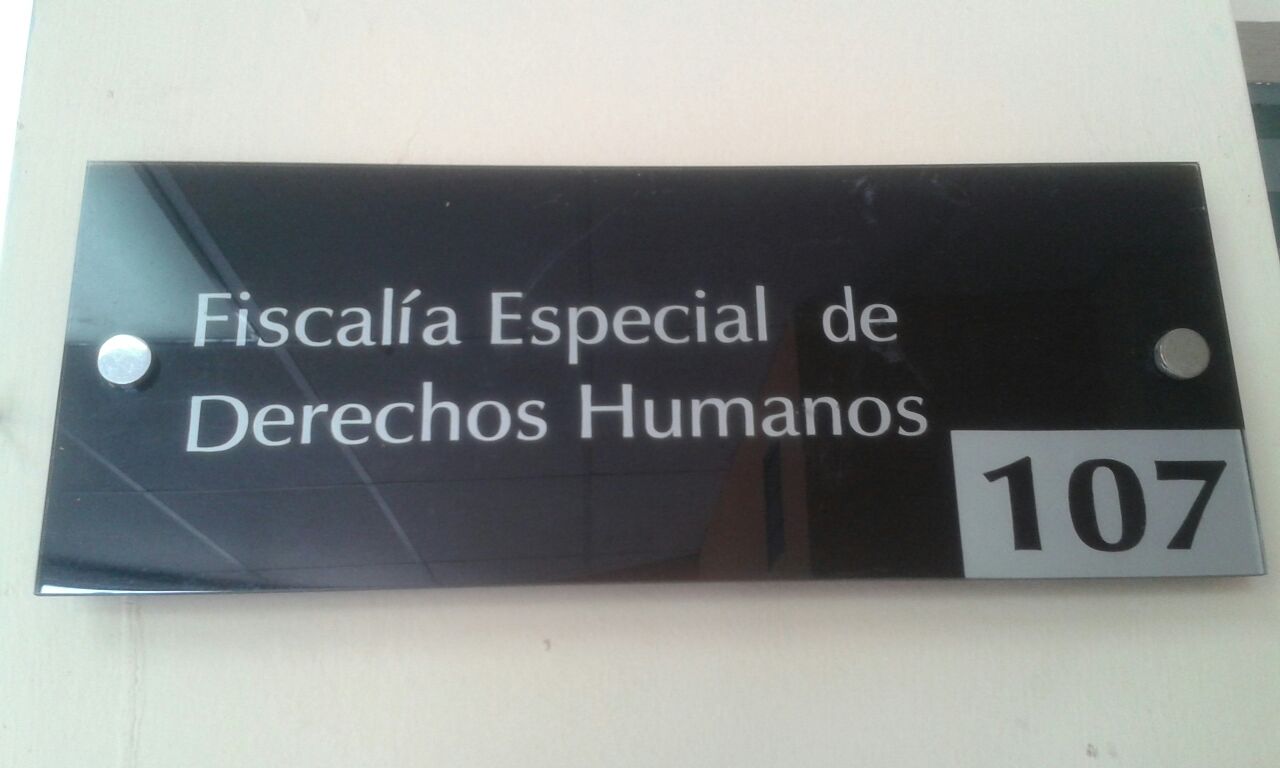 Fiscalía Especial de
Derechos Humanos
107